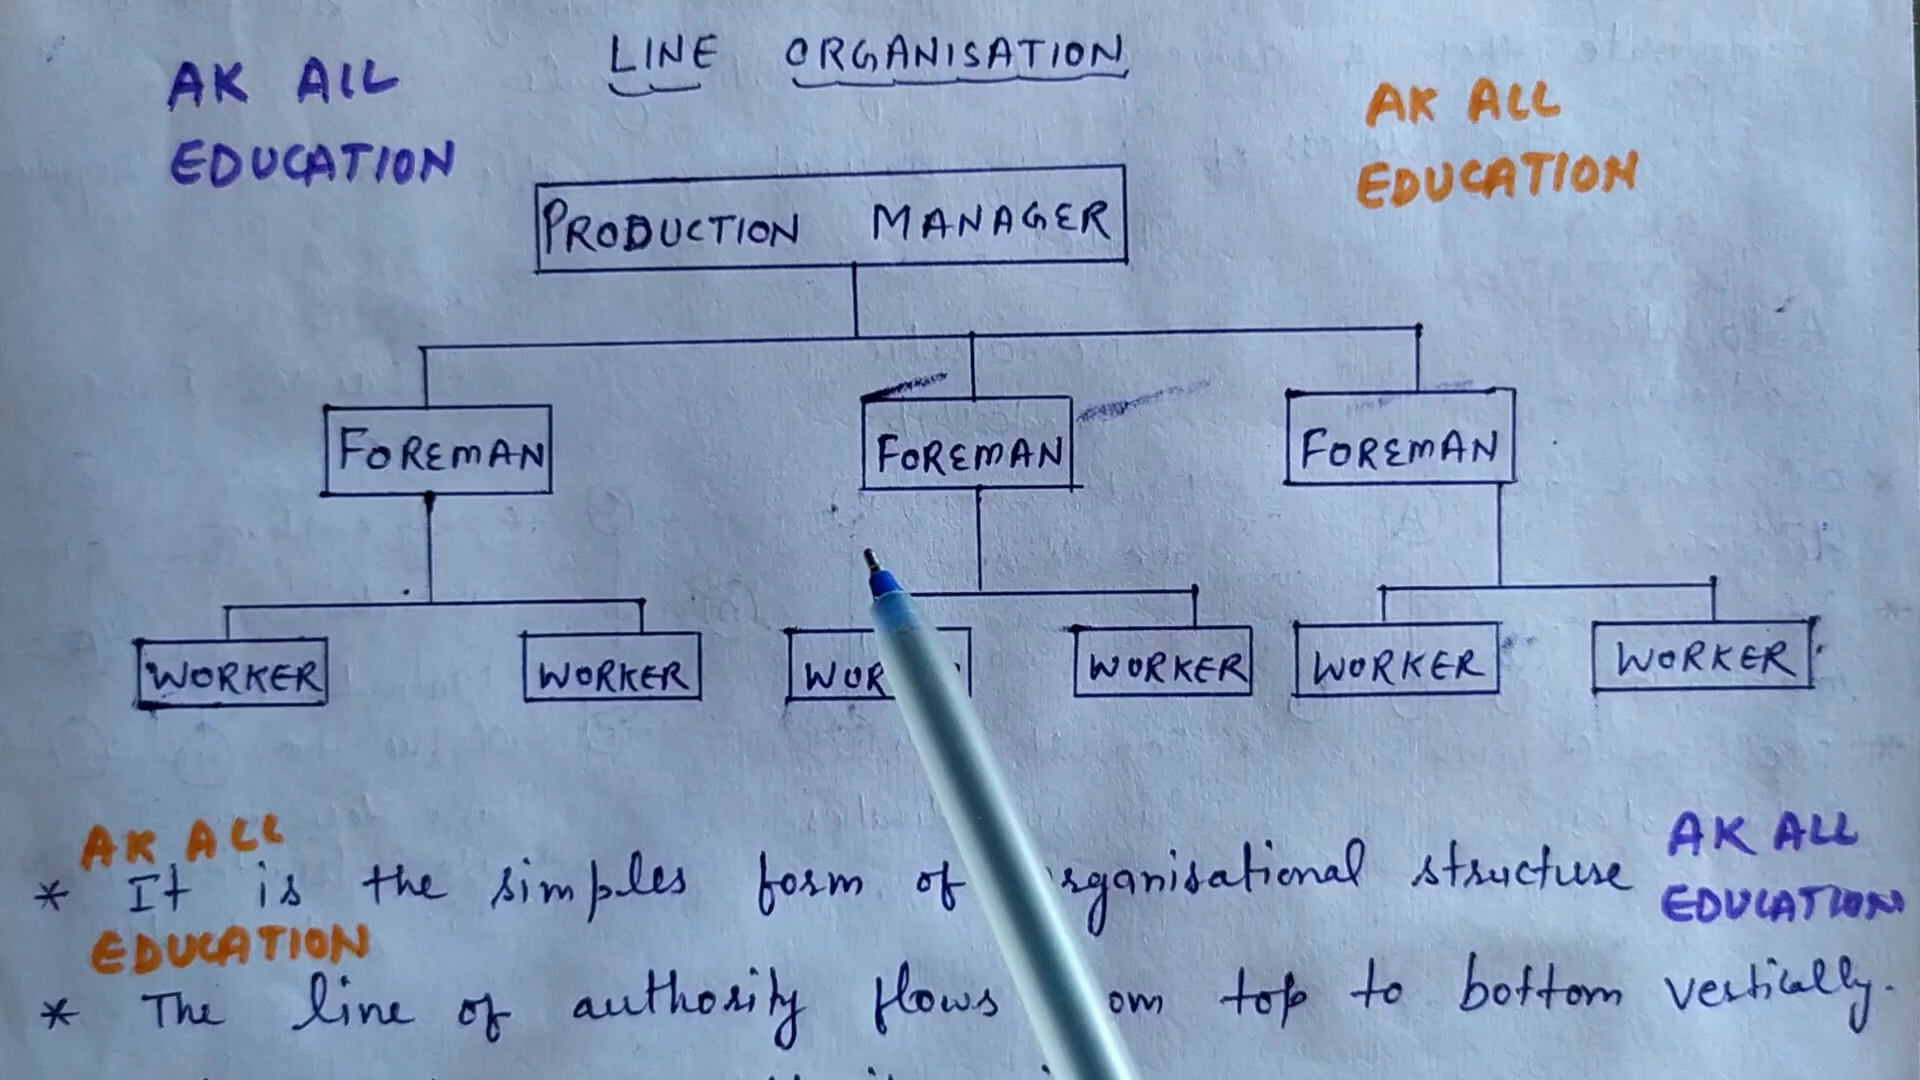 LINE ORGANISATION
AK ALL
EDUCATION
AK ALL
EDUCATION
PRODUCTION MANAGER
FOREMAN FOREMAN FOREMAN
WORKER WORKER WORKER WORKER WORKER
AK ALL
EDUCATION
AK ALL
EDUCATION
* It is the simples form of structure
* The line of authority flows top to bottom vertically.